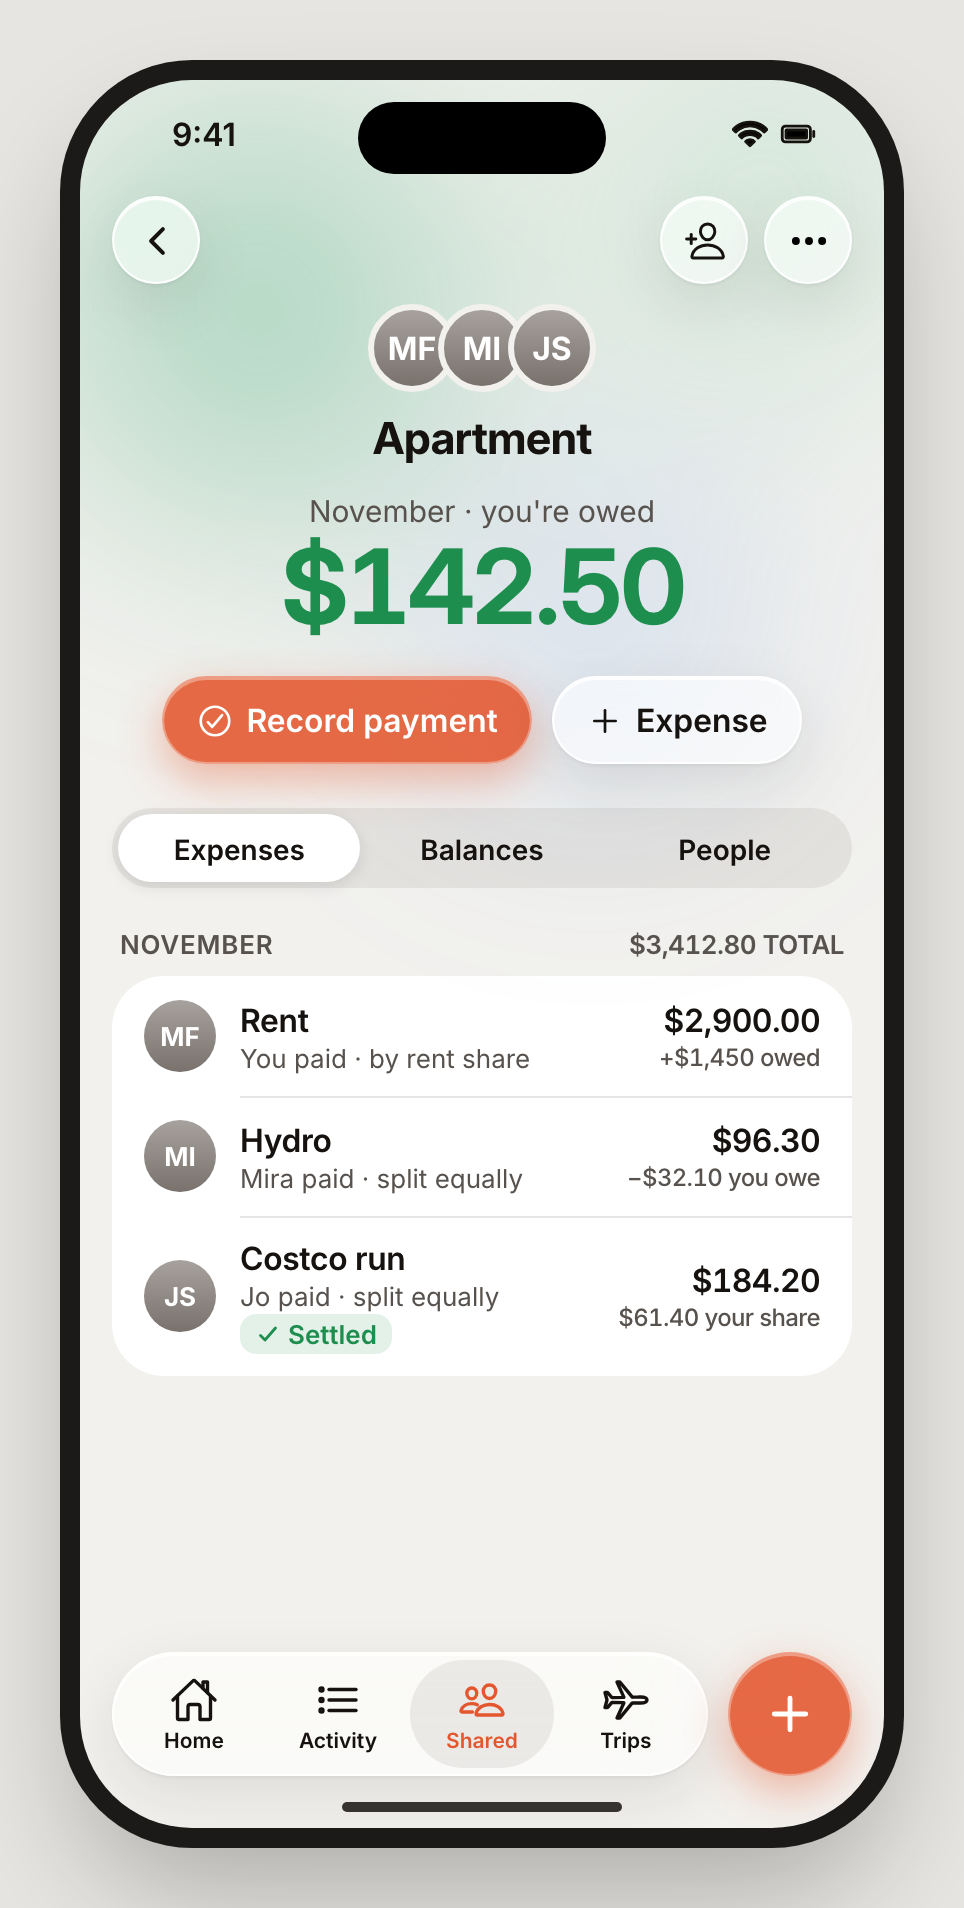 9:41
MF MI JS
Apartment
November · you're owed
$142.50
Record payment
Expense
Expenses Balances People
NOVEMBER $3,412.80 TOTAL
MF Rent $2,900.00
You paid · by rent share +$1,450 owed
MI Hydro $96.30
Mira paid · split equally −$32.10 you owe
Costco run
JS Jo paid · split equally $184.20
Settled $61.40 your share
Home Activity Shared Trips